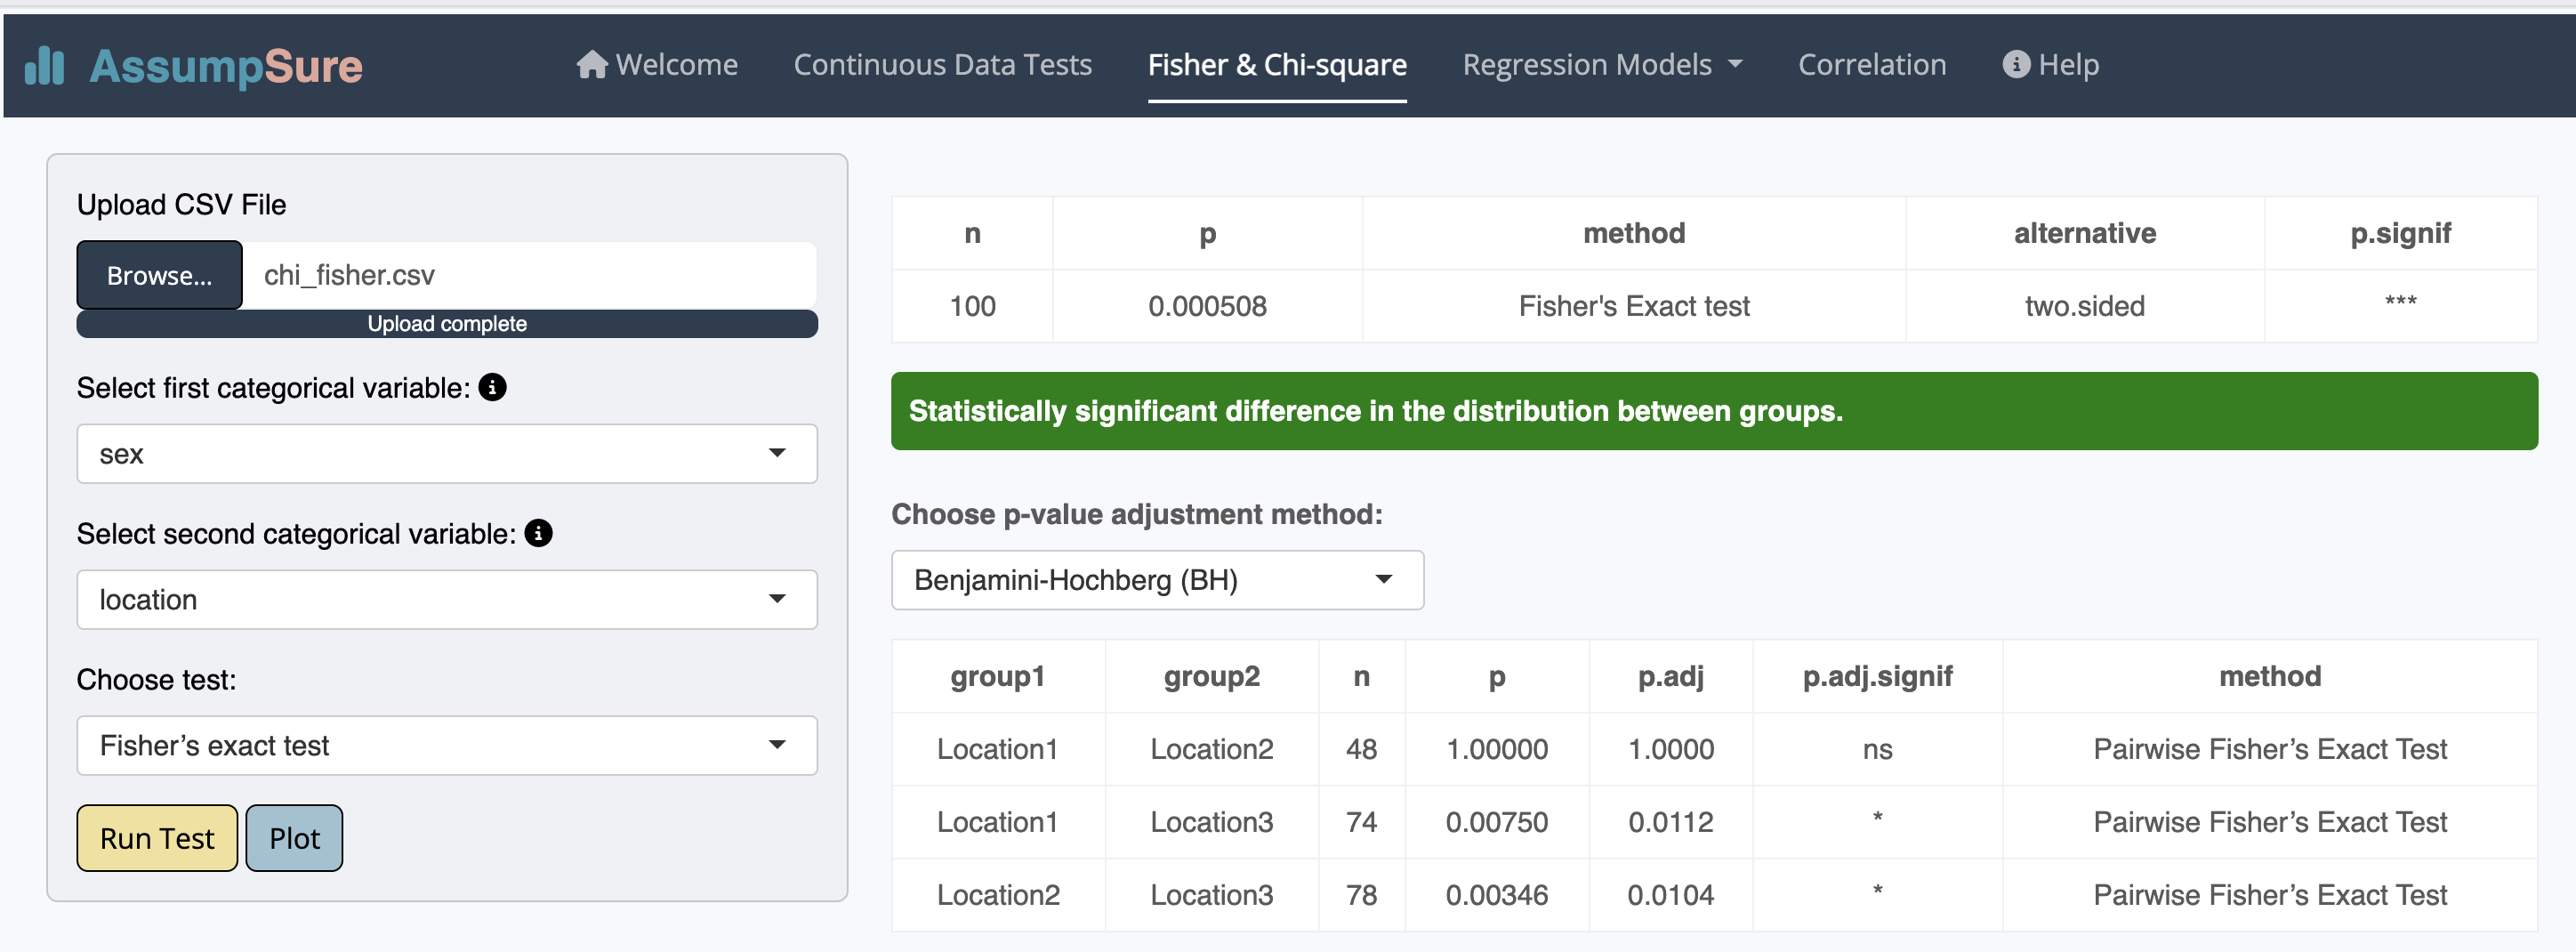 AssumpSure Welcome Continuous Data Tests Fisher & Chi-square Regression Models Correlation Help
Upload CSV File
Browse... chi_fisher.csv
Upload complete
Select first categorical variable:
sex
Select second categorical variable:
location
Choose test:
Fisher’s exact test
Run Test Plot
n p method alternative p.signif
100 0.000508 Fisher's Exact test two.sided ***
Statistically significant difference in the distribution between groups.
Choose p-value adjustment method:
Benjamini-Hochberg (BH)
group1 group2 n p p.adj p.adj.signif method
Location1 Location2 48 1.00000 1.0000 ns Pairwise Fisher’s Exact Test
Location1 Location3 74 0.00750 0.0112 * Pairwise Fisher’s Exact Test
Location2 Location3 78 0.00346 0.0104 * Pairwise Fisher’s Exact Test